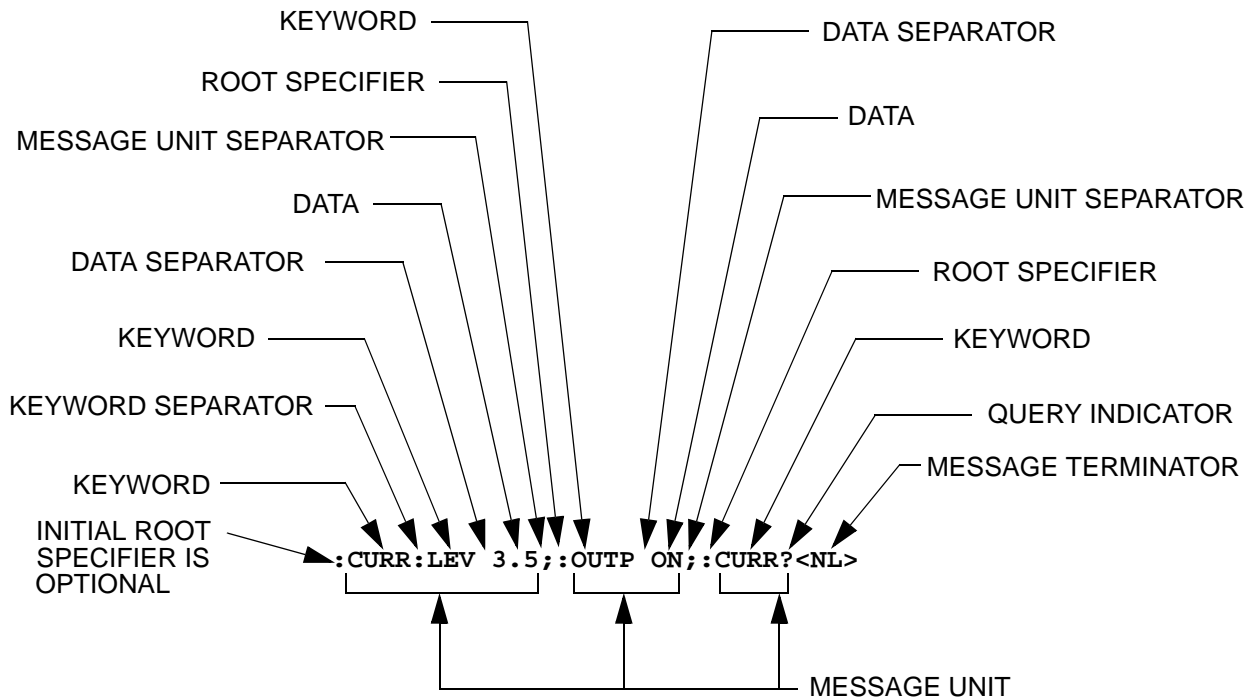 KEYWORD
DATA SEPARATOR
ROOT SPECIFIER
DATA
MESSAGE UNIT SEPARATOR
MESSAGE UNIT SEPARATOR
DATA
DATA SEPARATOR
ROOT SPECIFIER
KEYWORD
KEYWORD
KEYWORD SEPARATOR
QUERY INDICATOR
MESSAGE TERMINATOR
KEYWORD
INITIAL ROOT
SPECIFIER IS
OPTIONAL
:CURR:LEV 3.5;:OUTP ON;:CURR?<NL>
MESSAGE UNIT